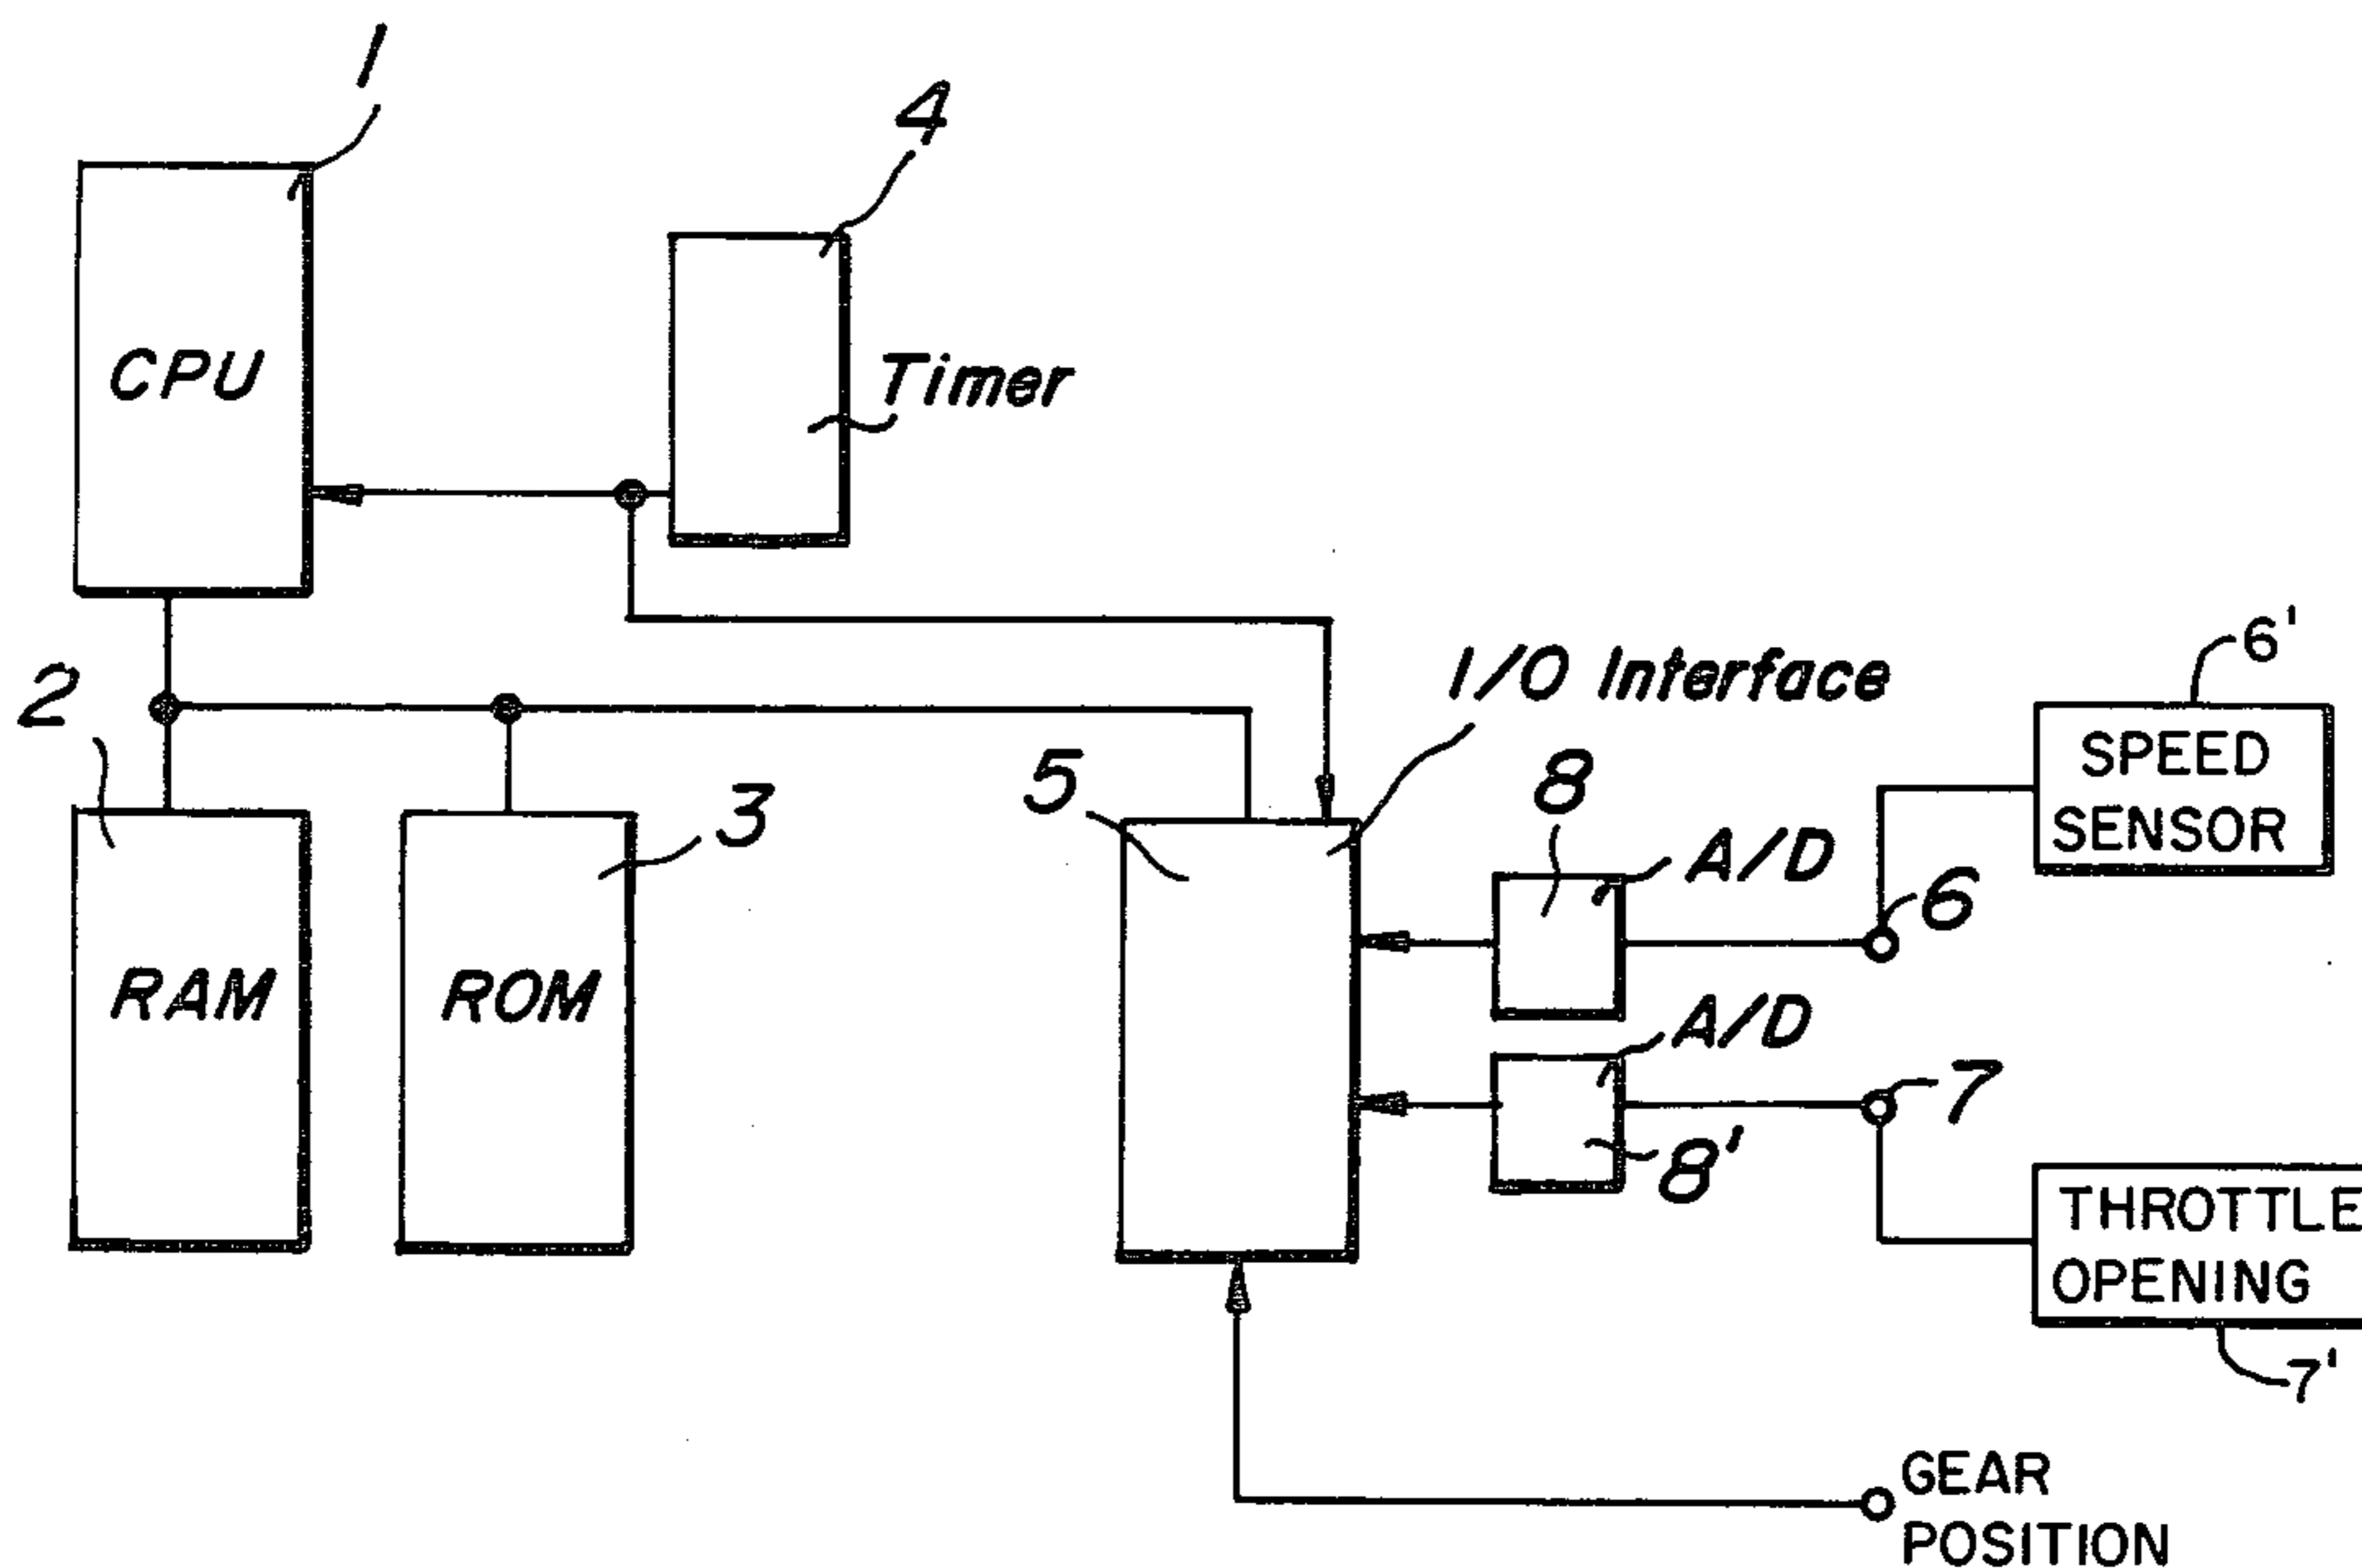 1
4
CPU
Timer
2
I/O Interface
6'
SPEED
SENSOR
5
8
3
A/D
6
RAM
ROM
A/D
7
8'
THROTTLE
OPENING
7'
GEAR
POSITION